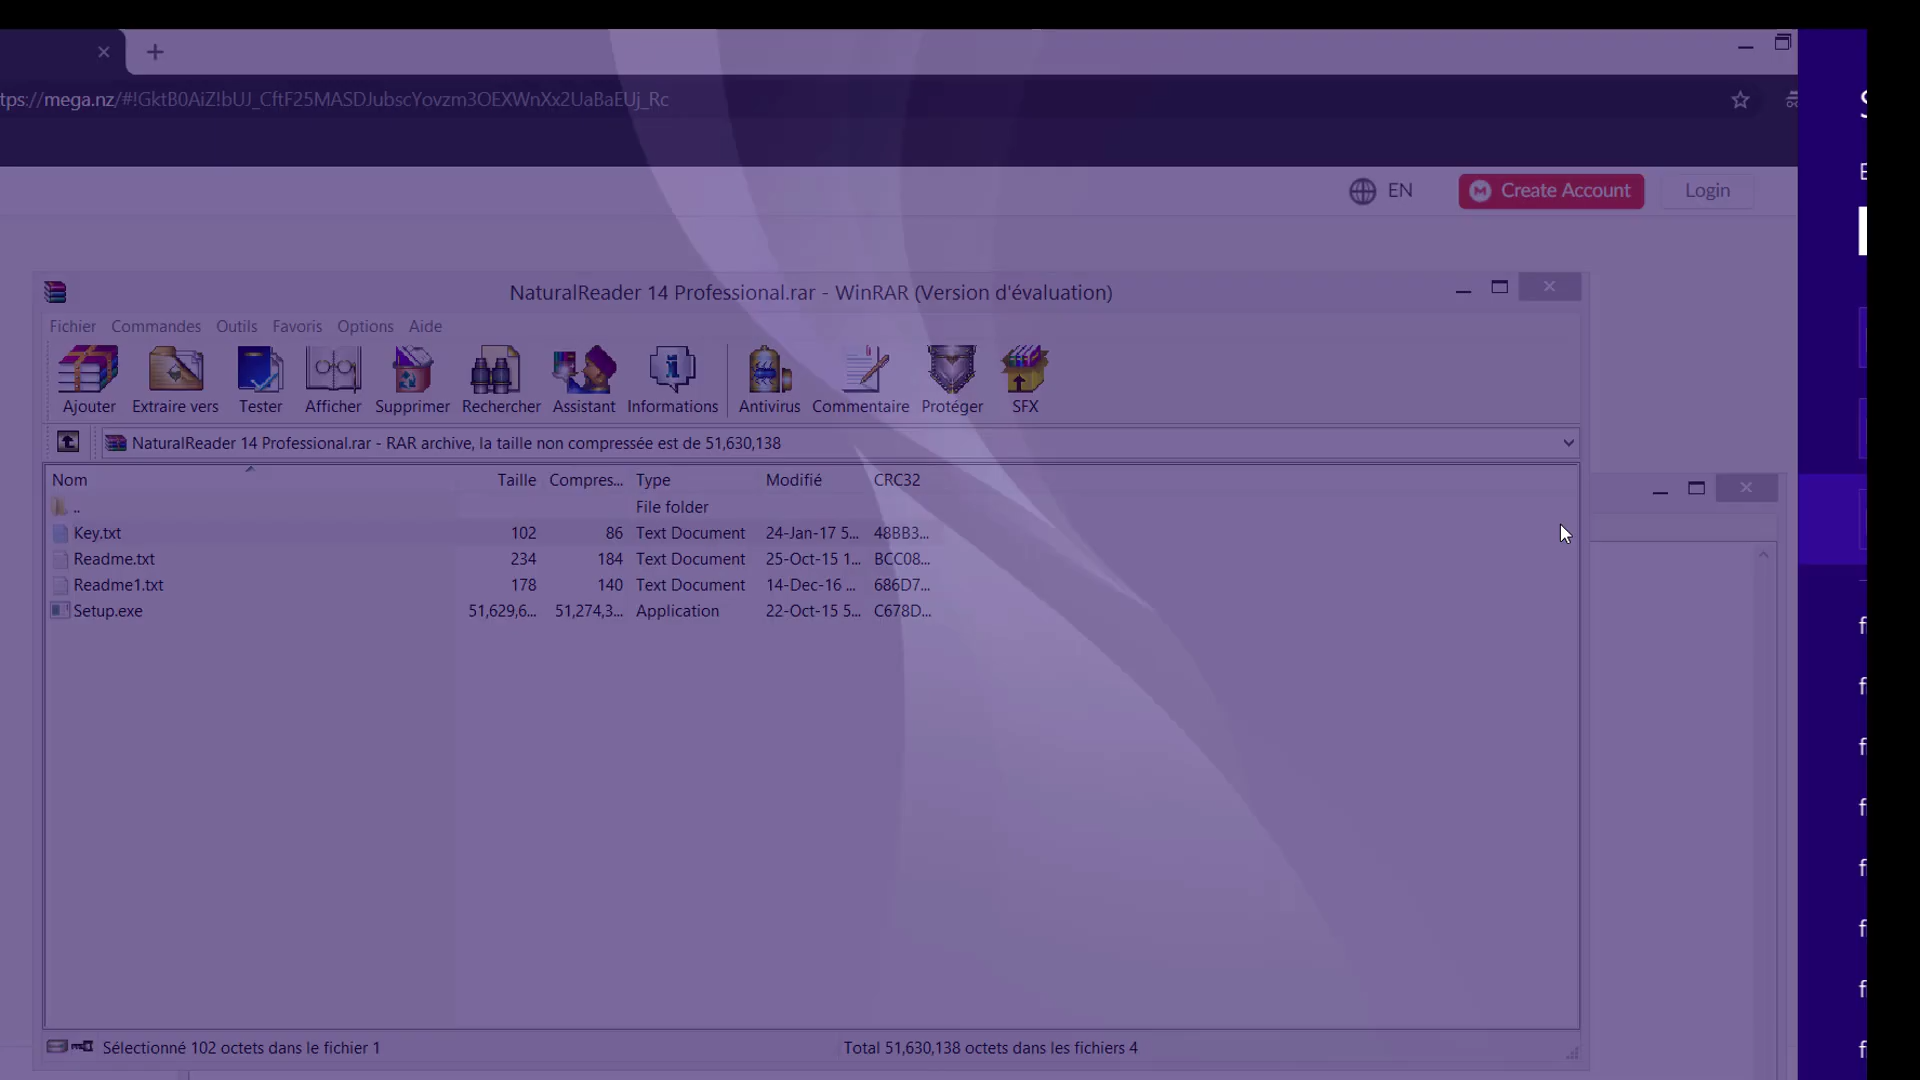 tps://mega.nz/#!GktB0AiZ!bUJ_CftF25MASDJubscYovzm3OEXWnXx2UaBaEUj_Rc
EN
Create Account
Login
NaturalReader 14 Professional.rar - WinRAR (Version d'évaluation)
Fichier Commandes Outils Favoris Options Aide
Ajouter Extraire vers Tester Afficher Supprimer Rechercher Assistant Informations Antivirus Commentaire Protéger SFX
NaturalReader 14 Professional.rar - RAR archive, la taille non compressée est de 51,630,138
Nom Taille Compres... Type Modifié CRC32
.. File folder
Key.txt 102 86 Text Document 24-Jan-17 5... 48BB3...
Readme.txt 234 184 Text Document 25-Oct-15 1... BCC08...
Readme1.txt 178 140 Text Document 14-Dec-16 ... 686D7...
Setup.exe 51,629,6... 51,274,3... Application 22-Oct-15 5... C678D...
Sélectionné 102 octets dans le fichier 1
Total 51,630,138 octets dans les fichiers 4